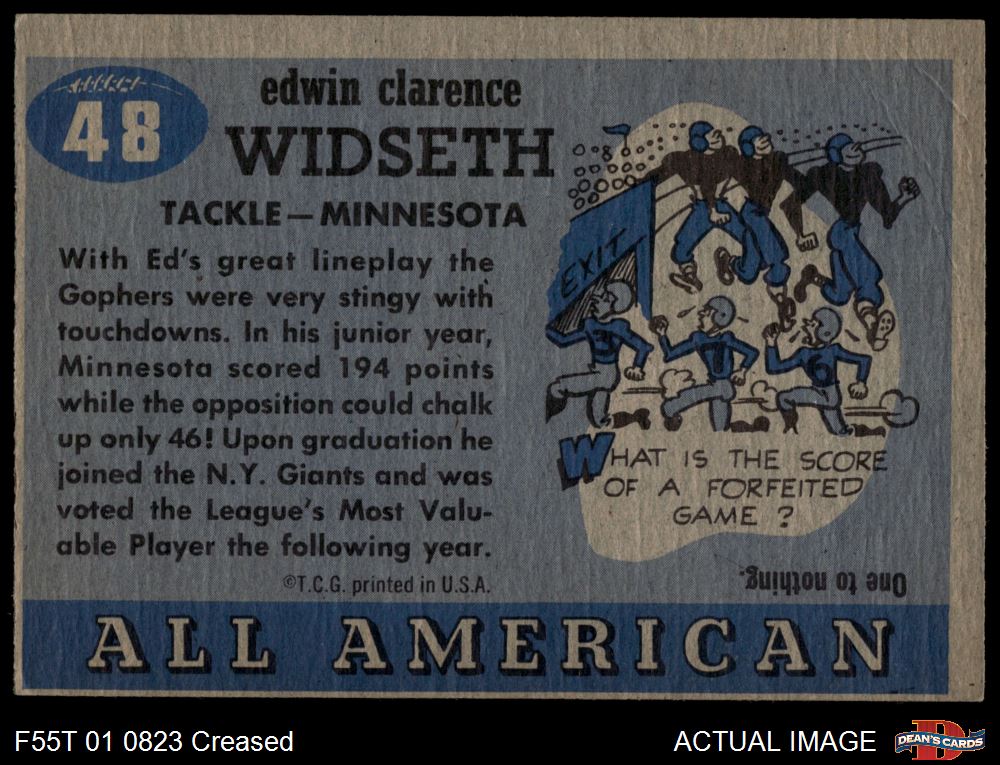 48
edwin clarence
WIDSETH
TACKLE—MINNESOTA
With Ed's great lineplay the
Gophers were very stingy with
touchdowns. In his junior year,
Minnesota scored 194 points
while the opposition could chalk
up only 46! Upon graduation he
joined the N.Y. Giants and was
voted the League's Most Valu-
able Player the following year.
©T.C.G. printed in U.S.A.
EXIT
WHAT IS THE SCORE
OF A FORFEITED
GAME ?
One to nothing.
ALL AMERICAN
F55T 01 0823 Creased
ACTUAL IMAGE
D
DEAN'S CARDS